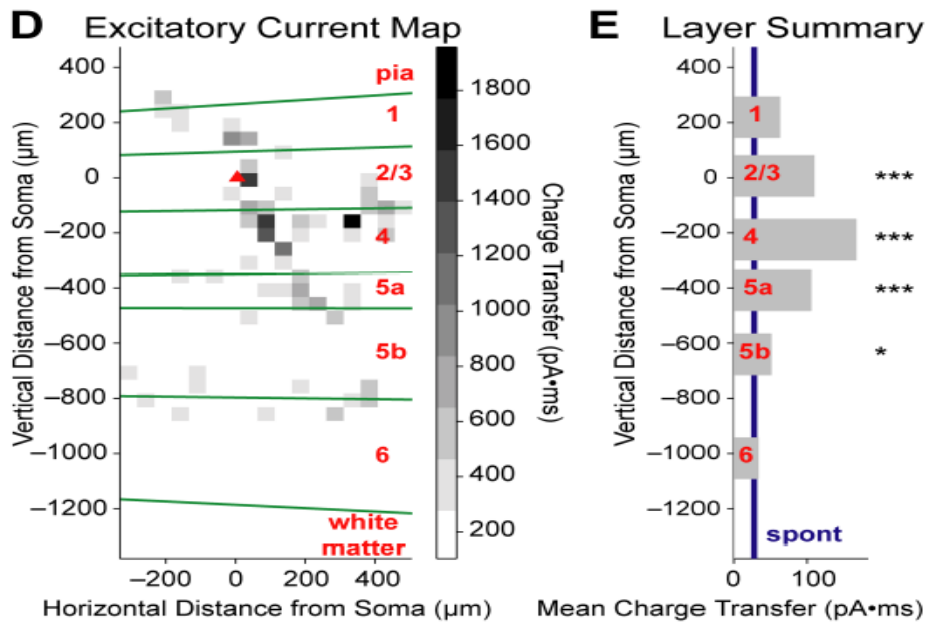 D Excitatory Current Map
400
200
0
−200
−400
−600
−800
−1000
−1200
Vertical Distance from Soma (µm)
pia
1
2/3
4
5a
5b
6
white
matter
−200 0 200 400
Horizontal Distance from Soma (µm)
1800
1600
1400
1200
1000
800
600
400
200
Charge Transfer (pA•ms)
E Layer Summary
400
200
0
−200
−400
−600
−800
−1000
−1200
Vertical Distance from Soma (µm)
1
2/3 ***
4 ***
5a ***
5b *
6
spont
0 100
Mean Charge Transfer (pA•ms)